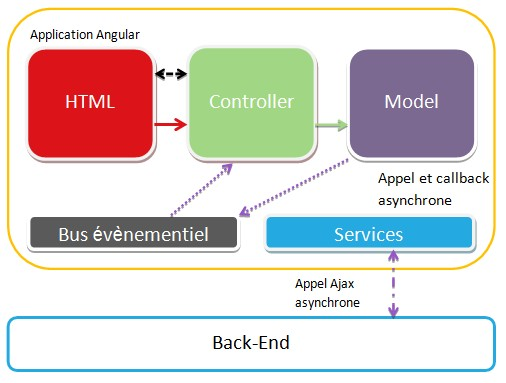 Application Angular
HTML
Controller
Model
Appel et callback
asynchrone
Bus évènementiel
Services
Appel Ajax
asynchrone
Back-End